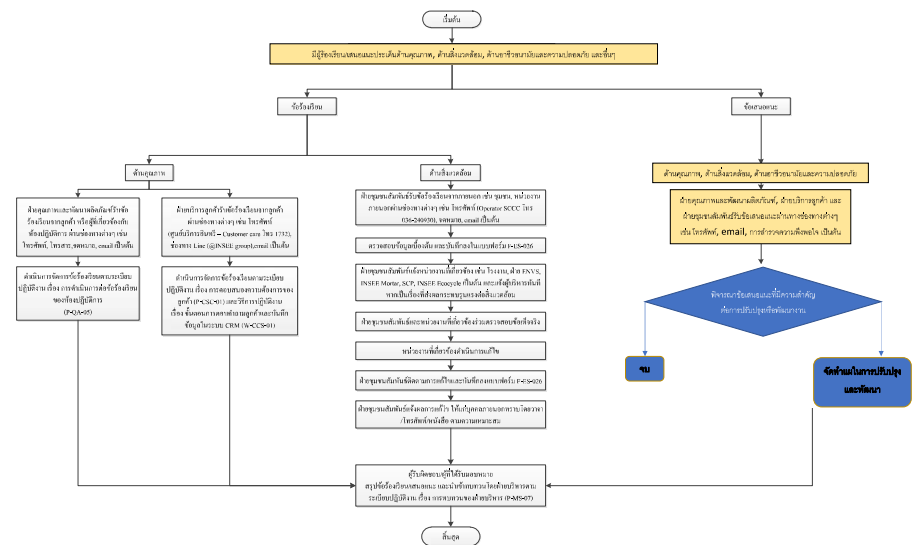 เริ่มต้น
มีผู้ร้องเรียน/เสนอแนะประเด็นด้านคุณภาพ, ด้านสิ่งแวดล้อม, ด้านอาชีวอนามัยและความปลอดภัย และอื่นๆ
ข้อร้องเรียน
ข้อเสนอแนะ
ด้านคุณภาพ
ด้านสิ่งแวดล้อม
ด้านคุณภาพ, ด้านสิ่งแวดล้อม, ด้านอาชีวอนามัยและความปลอดภัย
ฝ่ายคุณภาพและพัฒนาผลิตภัณฑ์รับข้อ
ร้องเรียนจากลูกค้า หรือผู้ที่เกี่ยวข้องกับ
ห้องปฏิบัติการ ผ่านช่องทางต่างๆ เช่น
โทรศัพท์, โทรสาร,จดหมาย, email เป็นต้น
ดำเนินการจัดการข้อร้องเรียนตามระเบียบ
ปฏิบัติงาน เรื่อง การดำเนินการต่อข้อร้องเรียน
ของห้องปฏิบัติการ
(P-QA-05)
ฝ่ายบริการลูกค้ารับข้อร้องเรียนจากลูกค้า
ผ่านช่องทางต่างๆ เช่น โทรศัพท์
(ศูนย์บริการอินทรี – Customer care โทร 1732),
ช่องทาง Line (@INSEE group),email เป็นต้น
ดำเนินการจัดการข้อร้องเรียนตามระเบียบ
ปฏิบัติงาน เรื่อง การตอบสนองความต้องการของ
ลูกค้า (P-CSC-01) และวิธีการปฏิบัติงาน
เรื่อง ขั้นตอนการตอบคำถามลูกค้าและบันทึก
ข้อมูลในระบบ CRM (W-CCS-01)
ฝ่ายชุมชนสัมพันธ์รับข้อร้องเรียนจากภายนอก เช่น ชุมชน, หน่วยงาน
ภายนอกผ่านช่องทางต่างๆ เช่น โทรศัพท์ (Operator SCCC โทร
036-240930), จดหมาย, email เป็นต้น
ตรวจสอบข้อมูลเบื้องต้น และบันทึกลงในแบบฟอร์ม F-ES-026
ฝ่ายชุมชนสัมพันธ์แจ้งหน่วยงานที่เกี่ยวข้อง เช่น โรงงาน, ฝ่าย ENVS,
INSEE Mortar, SCP, INSEE Ecocycle เป็นต้น และแจ้งผู้บริหารทันที
หากเป็นเรื่องที่ส่งผลกระทบรุนแรงต่อสิ่งแวดล้อม
ฝ่ายชุมชนสัมพันธ์และหน่วยงานที่เกี่ยวข้องร่วมตรวจสอบข้อเท็จจริง
หน่วยงานที่เกี่ยวข้องดำเนินการแก้ไข
ฝ่ายชุมชนสัมพันธ์ติดตามการแก้ไขและบันทึกลงแบบฟอร์ม F-ES-026
ฝ่ายชุมชนสัมพันธ์แจ้งผลการแก้ไข ให้แก่บุคคลภายนอกทราบโดยวาจา
/โทรศัพท์/หนังสือ ตามความเหมาะสม
ฝ่ายคุณภาพและพัฒนาผลิตภัณฑ์, ฝ่ายบริการลูกค้า และ
ฝ่ายชุมชนสัมพันธ์รับข้อเสนอแนะผ่านทางช่องทางต่างๆ
เช่น โทรศัพท์, email, การสำรวจความพึงพอใจ เป็นต้น
พิจารณาข้อเสนอแนะที่มีความสำคัญ
ต่อการปรับปรุงหรือพัฒนางาน
จบ
จัดทำแผนการปรับปรุง
และพัฒนา
ผู้รับผิดชอบ/ผู้ที่ได้รับมอบหมาย
สรุปข้อร้องเรียน/เสนอแนะ และนำเข้าทบทวนโดยฝ่ายบริหารตาม
ระเบียบปฏิบัติงาน เรื่อง การทบทวนของฝ่ายบริหาร (P-MS-07)
สิ้นสุด